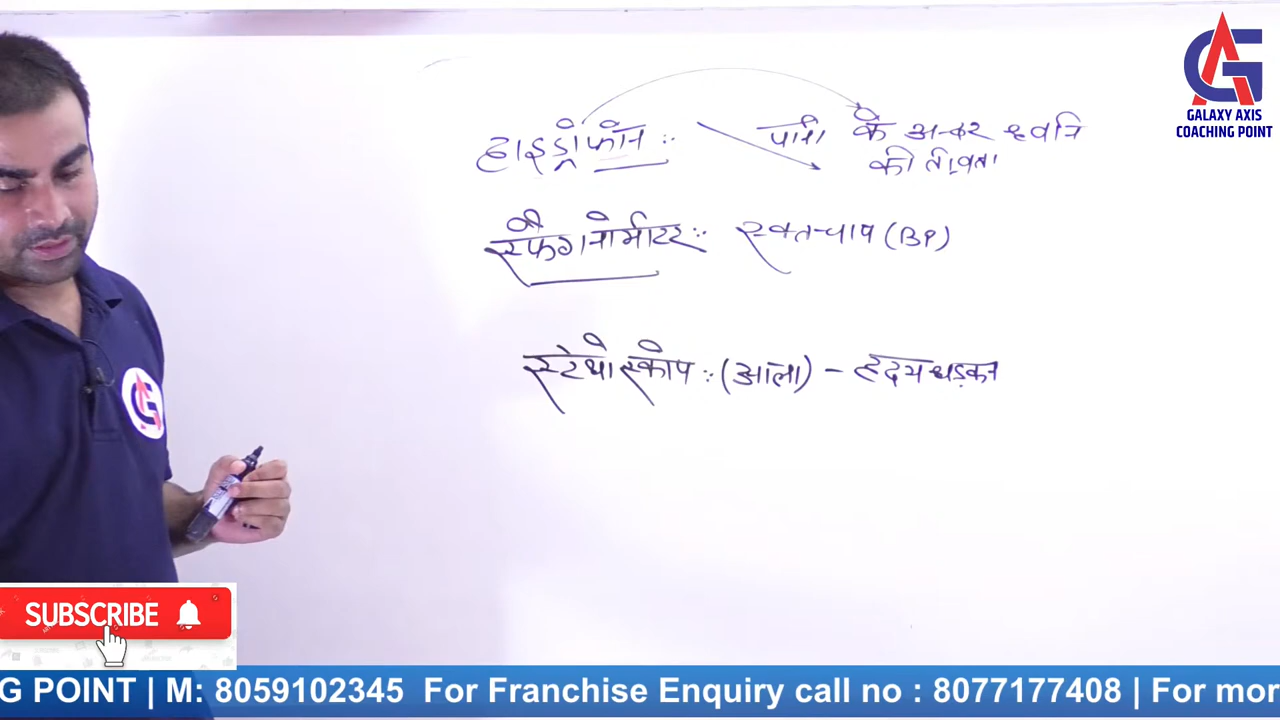 GALAXY AXIS
COACHING POINT
हाइड्रोफोन :- पानी के अन्दर ध्वनि
की तीव्रता
स्फैग्नोमीटर :- रक्तचाप (BP)
स्टेथोस्कोप :- (आला) - हृदय धड़कन
SUBSCRIBE
G POINT | M: 8059102345 For Franchise Enquiry call no : 8077177408 | For mor